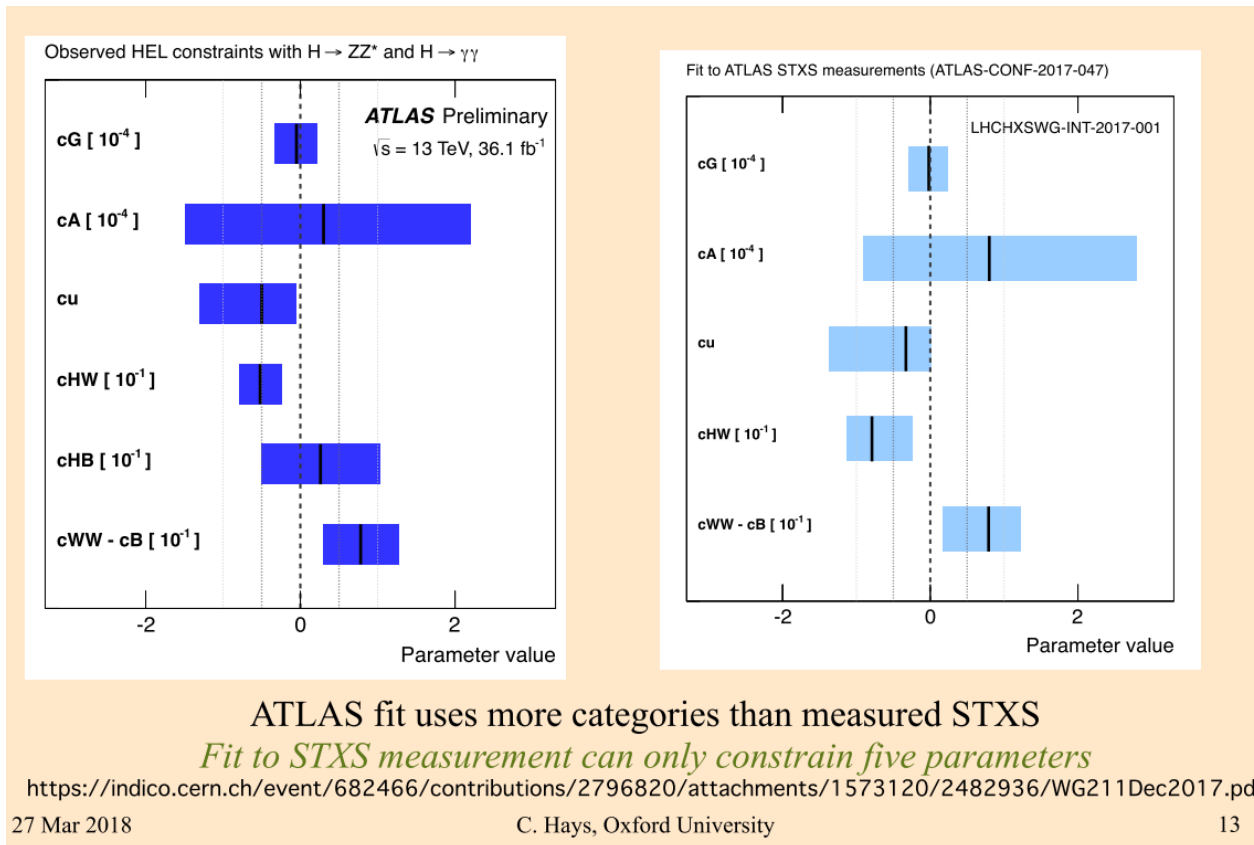 Observed HEL constraints with H → ZZ* and H → γγ
ATLAS Preliminary
√s = 13 TeV, 36.1 fb⁻¹
cG [ 10⁻⁴ ]
cA [ 10⁻⁴ ]
cu
cHW [ 10⁻¹ ]
cHB [ 10⁻¹ ]
cWW - cB [ 10⁻¹ ]
-2 0 2
Parameter value
Fit to ATLAS STXS measurements (ATLAS-CONF-2017-047)
LHCHXSWG-INT-2017-001
cG [ 10⁻⁴ ]
cA [ 10⁻⁴ ]
cu
cHW [ 10⁻¹ ]
cWW - cB [ 10⁻¹ ]
-2 0 2
Parameter value
ATLAS fit uses more categories than measured STXS
Fit to STXS measurement can only constrain five parameters
https://indico.cern.ch/event/682466/contributions/2796820/attachments/1573120/2482936/WG211Dec2017.pd
27 Mar 2018 C. Hays, Oxford University 13